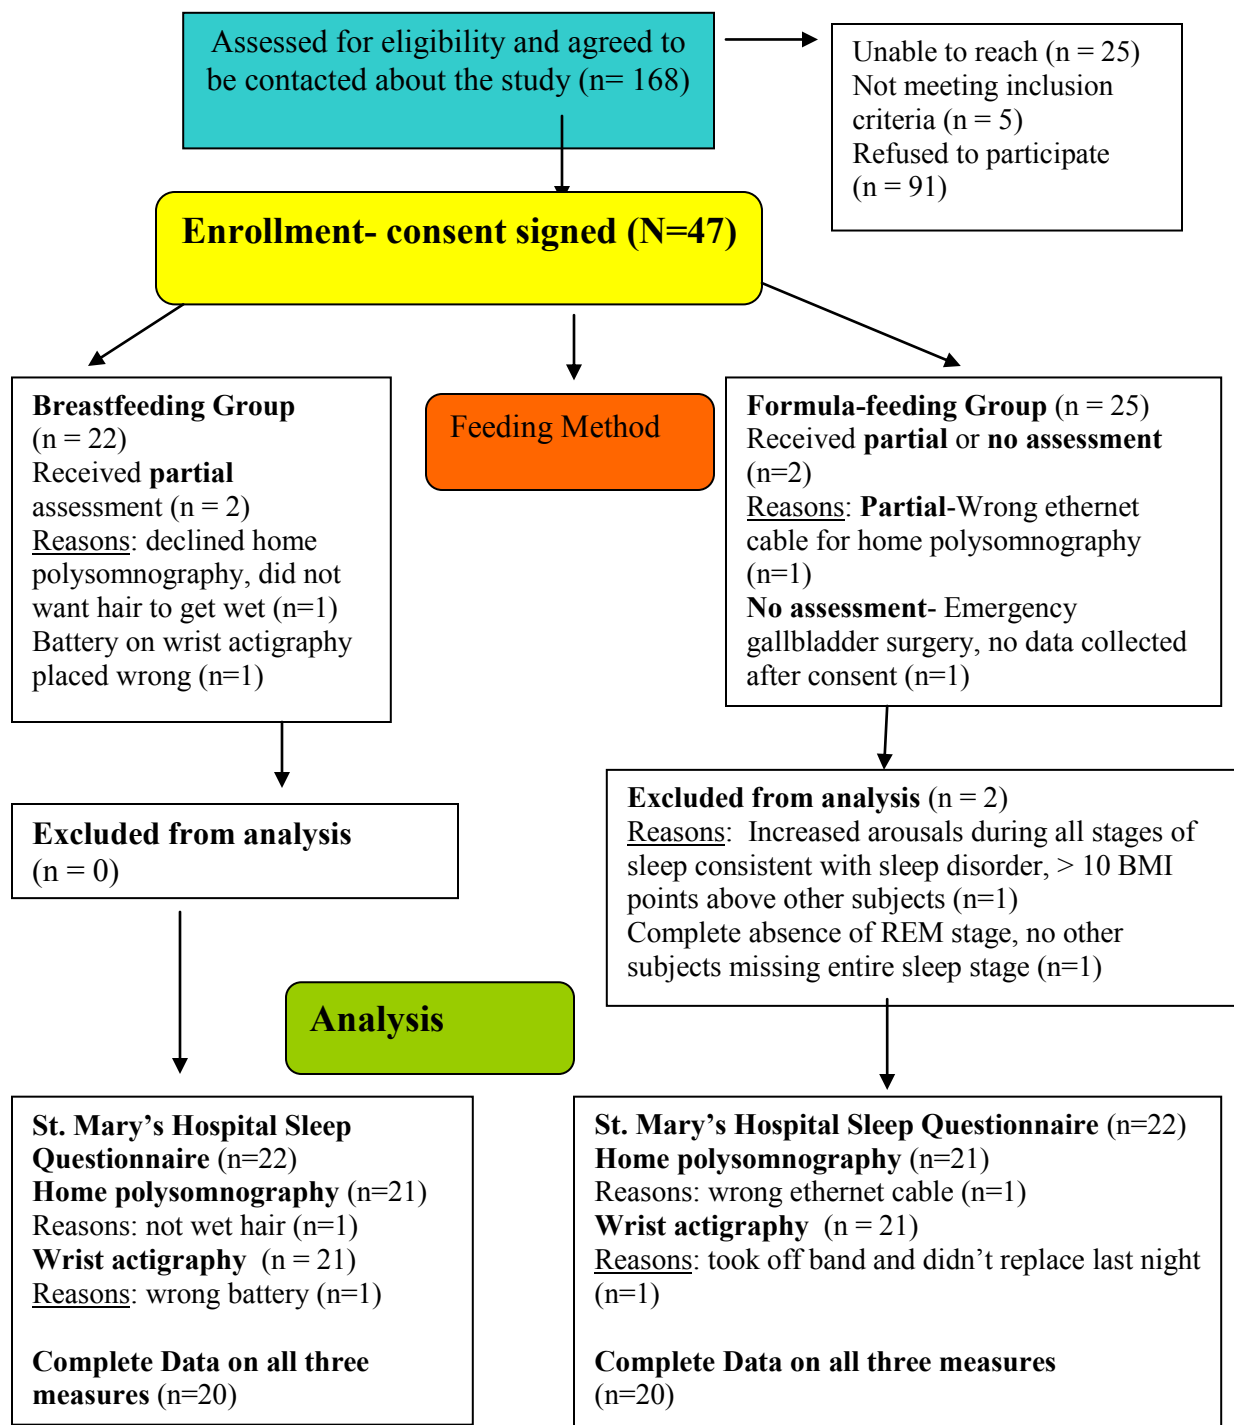 Assessed for eligibility and agreed to
be contacted about the study (n= 168)
Unable to reach (n = 25)
Not meeting inclusion
criteria (n = 5)
Refused to participate
(n = 91)
Enrollment- consent signed (N=47)
Breastfeeding Group
(n = 22)
Received partial
assessment (n = 2)
Reasons: declined home
polysomnography, did not
want hair to get wet (n=1)
Battery on wrist actigraphy
placed wrong (n=1)
Feeding Method
Formula-feeding Group (n = 25)
Received partial or no assessment
(n=2)
Reasons: Partial-Wrong ethernet
cable for home polysomnography
(n=1)
No assessment- Emergency
gallbladder surgery, no data collected
after consent (n=1)
Excluded from analysis
(n = 0)
Excluded from analysis (n = 2)
Reasons:  Increased arousals during all stages of
sleep consistent with sleep disorder, > 10 BMI
points above other subjects (n=1)
Complete absence of REM stage, no other
subjects missing entire sleep stage (n=1)
Analysis
St. Mary’s Hospital Sleep
Questionnaire (n=22)
Home polysomnography (n=21)
Reasons: not wet hair (n=1)
Wrist actigraphy  (n = 21)
Reasons: wrong battery (n=1)
Complete Data on all three
measures (n=20)
St. Mary’s Hospital Sleep Questionnaire (n=22)
Home polysomnography (n=21)
Reasons: wrong ethernet cable (n=1)
Wrist actigraphy  (n = 21)
Reasons: took off band and didn’t replace last night
(n=1)
Complete Data on all three measures
(n=20)